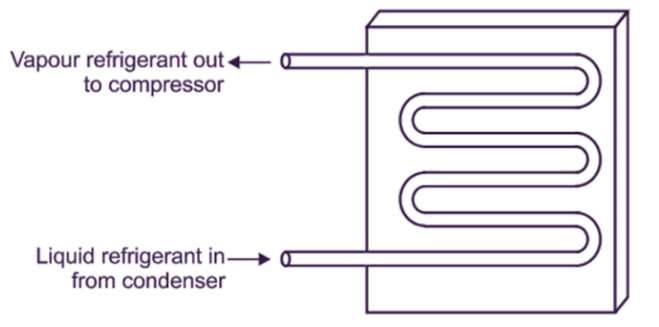 Vapour refrigerant out
to compressor
Liquid refrigerant in
from condenser